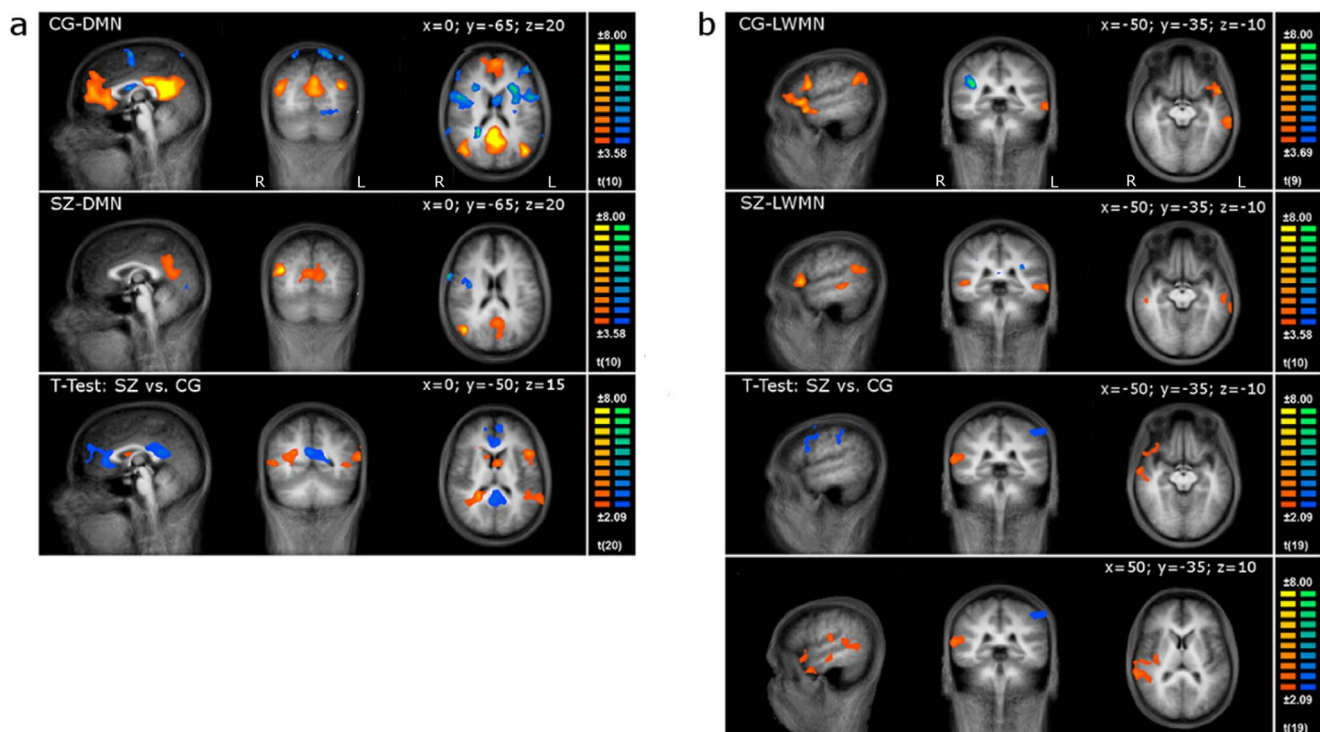 a
CG-DMN
x=0; y=-65; z=20
±8.00
±3.58
t(10)
R
L
R
L
SZ-DMN
x=0; y=-65; z=20
±8.00
±3.58
t(10)
T-Test: SZ vs. CG
x=0; y=-50; z=15
±8.00
±2.09
t(20)
b
CG-LWMN
x=-50; y=-35; z=-10
±8.00
±3.69
t(9)
R
L
R
L
SZ-LWMN
x=-50; y=-35; z=-10
±8.00
±3.58
t(10)
T-Test: SZ vs. CG
x=-50; y=-35; z=-10
±8.00
±2.09
t(19)
x=50; y=-35; z=10
±8.00
±2.09
t(19)